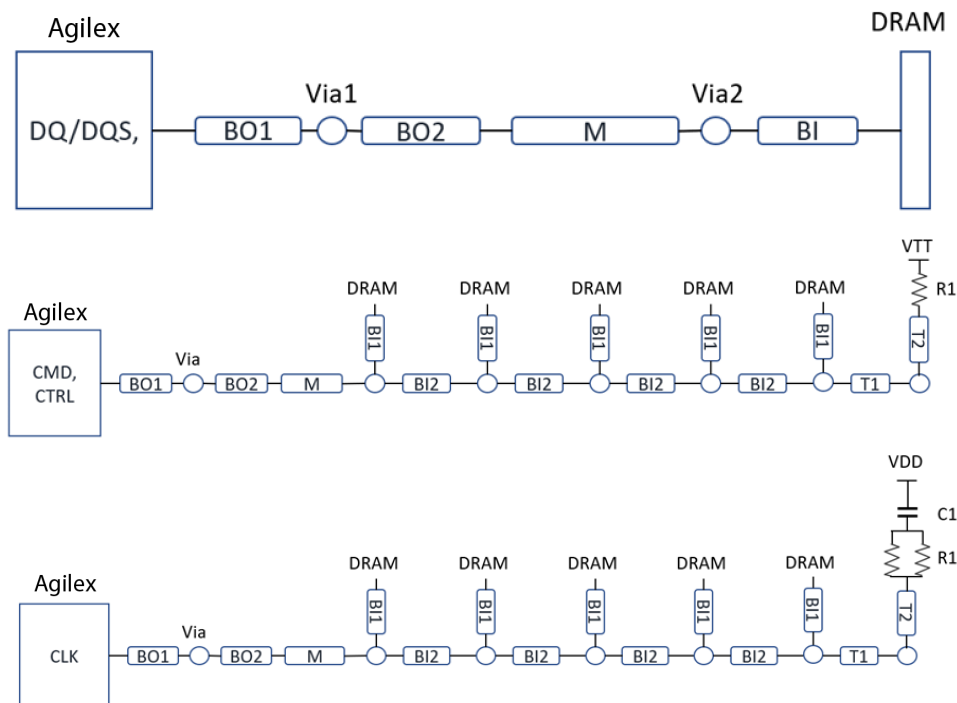 Agilex
DRAM
Via1
Via2
DQ/DQS,
BO1
BO2
M
BI
VTT
R1
DRAM
DRAM
DRAM
DRAM
DRAM
Agilex
BI1
BI1
BI1
BI1
BI1
T2
Via
CMD,
CTRL
BO1
BO2
M
BI2
BI2
BI2
BI2
T1
VDD
C1
R1
DRAM
DRAM
DRAM
DRAM
DRAM
Agilex
BI1
BI1
BI1
BI1
BI1
T2
Via
CLK
BO1
BO2
M
BI2
BI2
BI2
BI2
T1